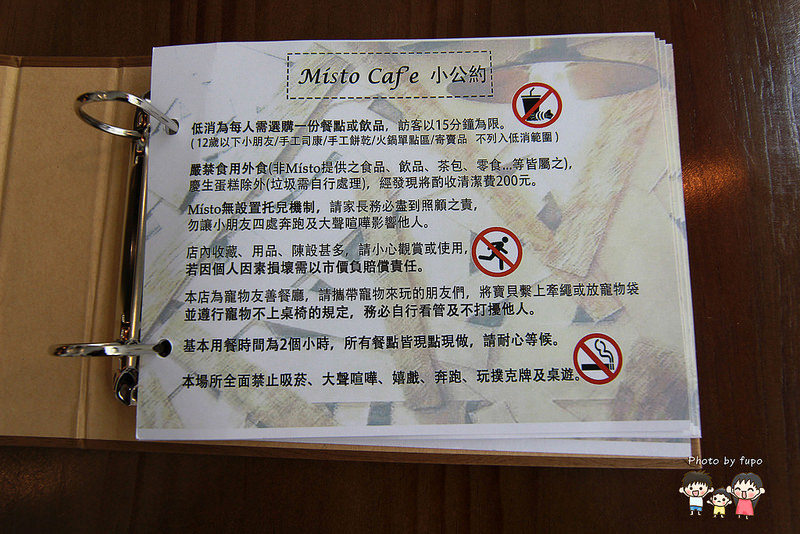 Misto Caf'e 小公約
低消為每人需選購一份餐點或飲品，訪客以15分鐘為限。
(12歲以下小朋友/手工司康/手工餅乾/火鍋單點區/寄賣品 不列入低消範圍)
嚴禁食用外食(非Misto提供之食品、飲品、茶包、零食...等皆屬之)，
慶生蛋糕除外(垃圾需自行處理)，經發現將酌收清潔費200元。
Misto無設置托兒機制，請家長務必盡到照顧之責，
勿讓小朋友四處奔跑及大聲喧嘩影響他人。
店內收藏、用品、陳設甚多，請小心觀賞或使用，
若因個人因素損壞需以市價負賠償責任。
本店為寵物友善餐廳，請攜帶寵物來玩的朋友們，將寶貝繫上牽繩或放寵物袋
並遵行寵物不上桌椅的規定，務必自行看管及不打擾他人。
基本用餐時間為2個小時，所有餐點皆現點現做，請耐心等候。
本場所全面禁止吸菸、大聲喧嘩、嬉戲、奔跑、玩撲克牌及桌遊。
Photo by fupo